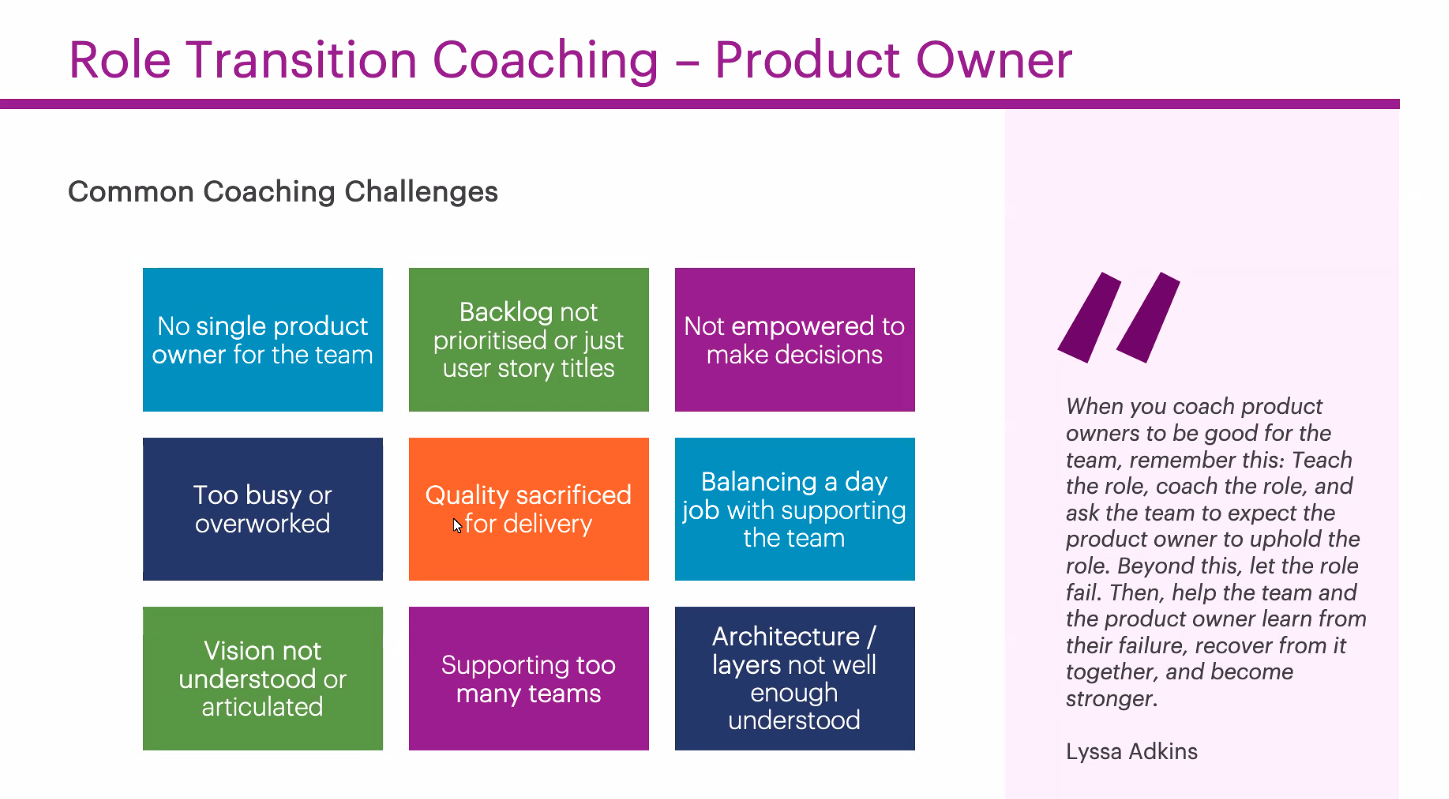 Role Transition Coaching – Product Owner
Common Coaching Challenges
No single product
owner for the team
Backlog not
prioritised or just
user story titles
Not empowered to
make decisions
Too busy or
overworked
Quality sacrificed
for delivery
Balancing a day
job with supporting
the team
Vision not
understood or
articulated
Supporting too
many teams
Architecture /
layers not well
enough
understood
When you coach product
owners to be good for the
team, remember this: Teach
the role, coach the role, and
ask the team to expect the
product owner to uphold the
role. Beyond this, let the role
fail. Then, help the team and
the product owner learn from
their failure, recover from it
together, and become
stronger.
Lyssa Adkins